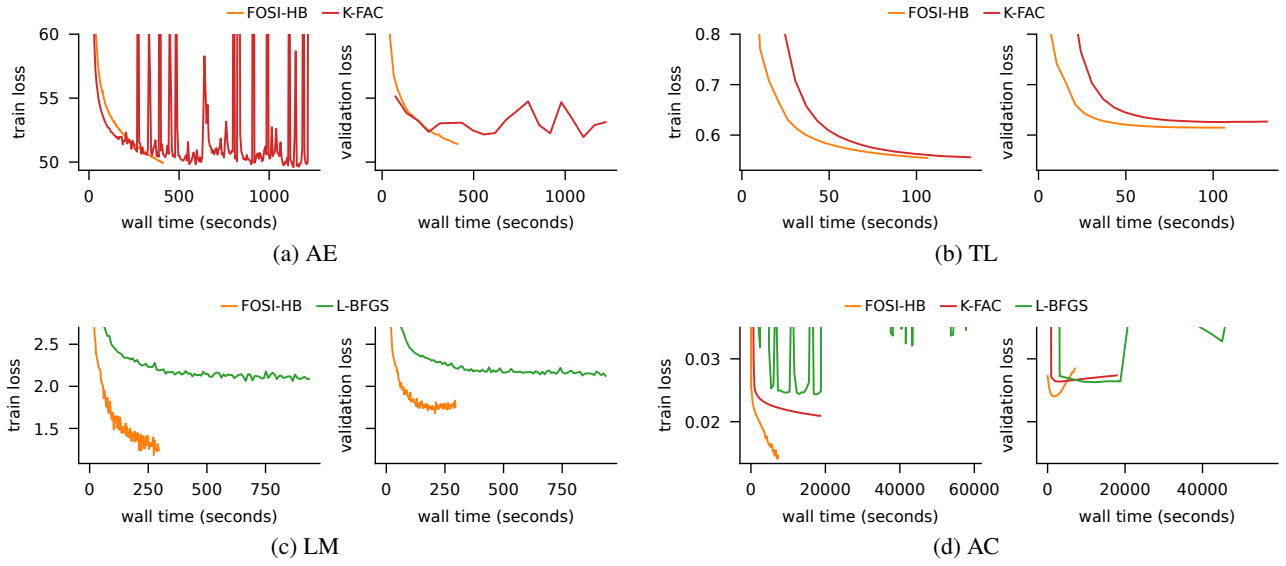 FOSI-HB K-FAC
60
55
50
train loss
0 500 1000
wall time (seconds)
validation loss
0 500 1000
wall time (seconds)
(a) AE
FOSI-HB K-FAC
0.8
0.7
0.6
train loss
0 50 100
wall time (seconds)
validation loss
0 50 100
wall time (seconds)
(b) TL
FOSI-HB L-BFGS
2.5
2.0
1.5
train loss
0 250 500 750
wall time (seconds)
validation loss
0 250 500 750
wall time (seconds)
(c) LM
FOSI-HB K-FAC L-BFGS
0.03
0.02
train loss
0 20000 40000 60000
wall time (seconds)
validation loss
0 20000 40000
wall time (seconds)
(d) AC